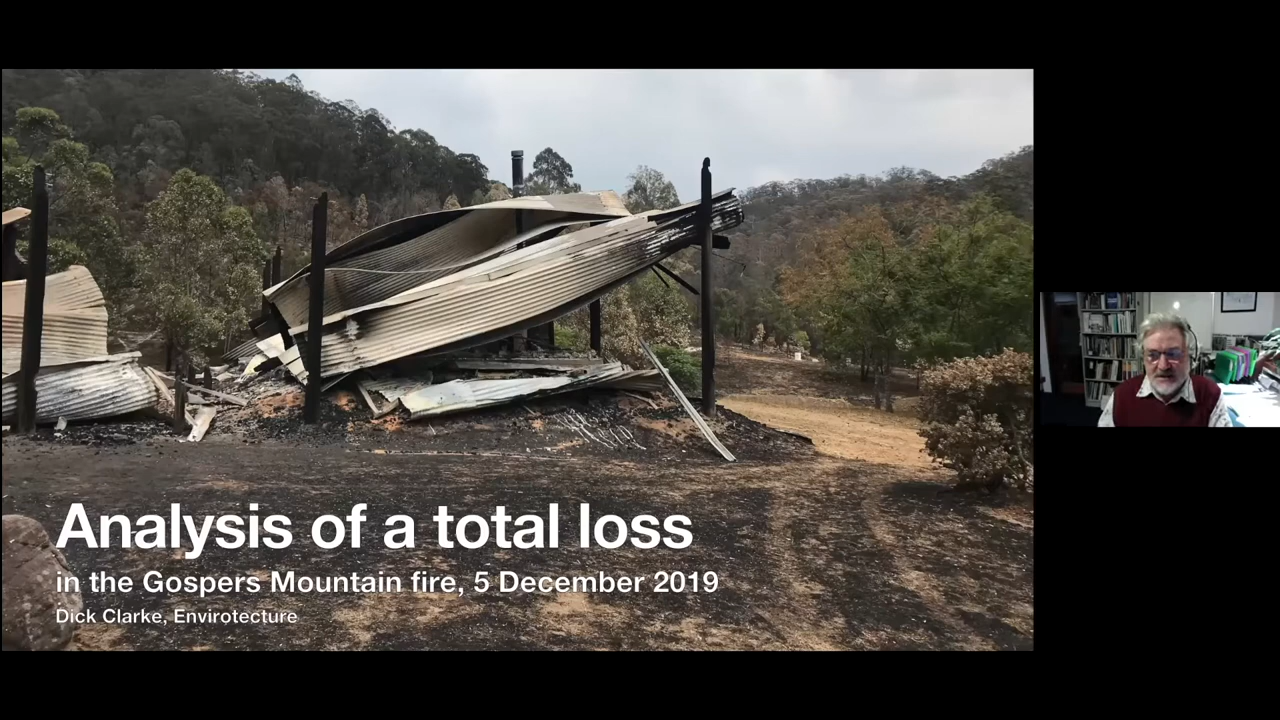 Analysis of a total loss
in the Gospers Mountain fire, 5 December 2019
Dick Clarke, Envirotecture